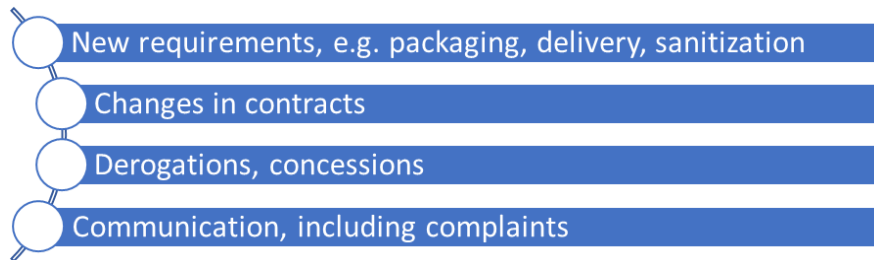 New requirements, e.g. packaging, delivery, sanitization
Changes in contracts
Derogations, concessions
Communication, including complaints